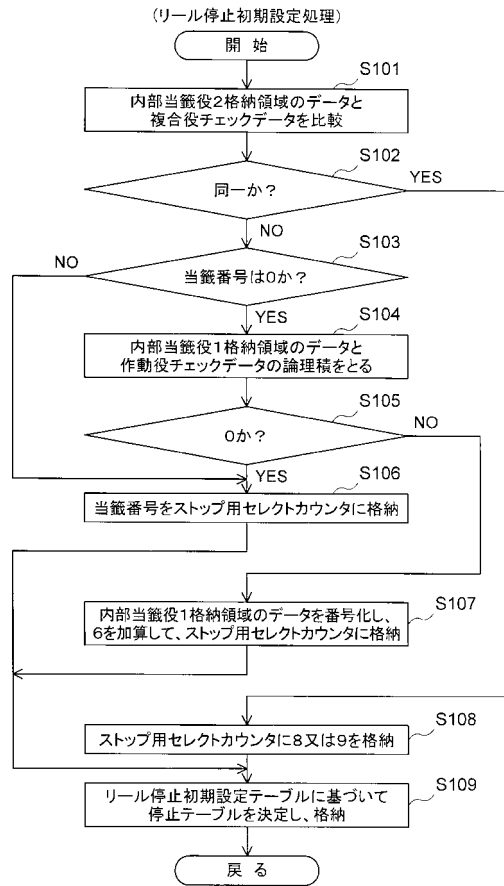 (リール停止初期設定処理)
開 始
S101
内部当籤役2格納領域のデータと
複合役チェックデータを比較
S102
YES
同一か?
NO
S103
NO
当籤番号は0か?
YES
S104
内部当籤役1格納領域のデータと
作動役チェックデータの論理積をとる
S105
NO
0か?
YES
S106
当籤番号をストップ用セレクトカウンタに格納
S107
内部当籤役1格納領域のデータを番号化し、
6を加算して、ストップ用セレクトカウンタに格納
S108
ストップ用セレクトカウンタに8又は9を格納
S109
リール停止初期設定テーブルに基づいて
停止テーブルを決定し、格納
戻 る